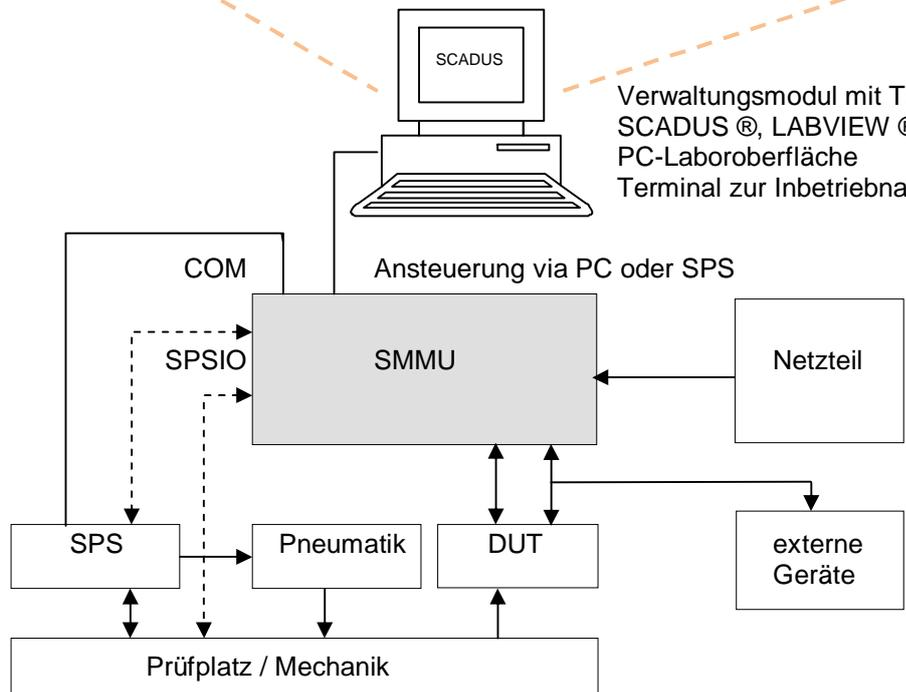 SCADUS
Verwaltungsmodul mit T
SCADUS ®, LABVIEW ®
PC-Laboroberfläche
Terminal zur Inbetriebna
COM
Ansteuerung via PC oder SPS
SPSIO
SMMU
Netzteil
SPS
Pneumatik
DUT
externe
Geräte
Prüfplatz / Mechanik